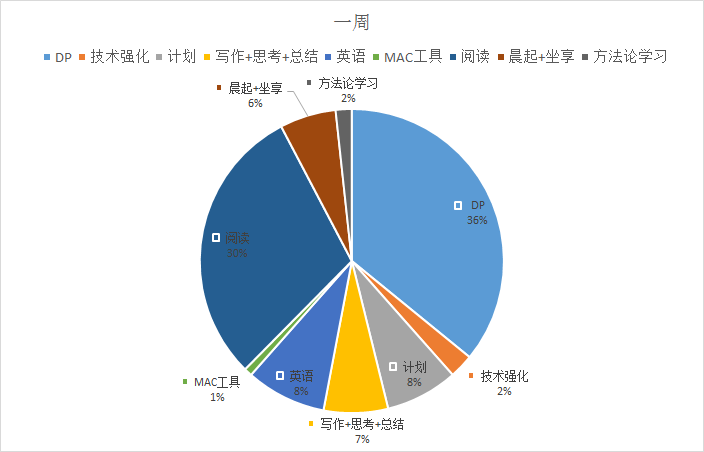 一周
DP 技术强化 计划 写作+思考+总结 英语 MAC工具 阅读 晨起+坐享 方法论学习
方法论学习
2%
晨起+坐享
6%
DP
36%
阅读
30%
计划
8%
英语
8%
技术强化
2%
MAC工具
1%
写作+思考+总结
7%